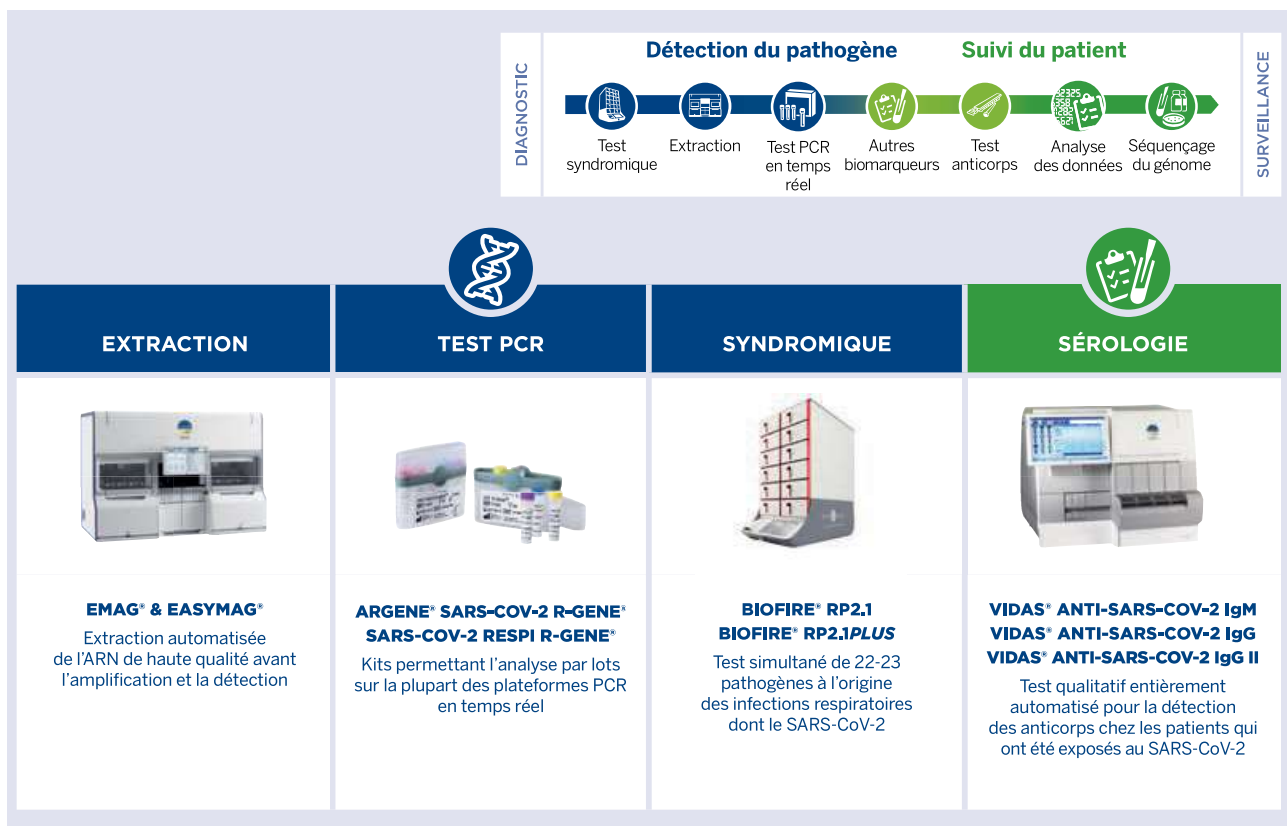 DIAGNOSTIC
Détection du pathogène
Suivi du patient
SURVEILLANCE
Test
syndromique
Extraction
Test PCR
en temps
réel
Autres
biomarqueurs
Test
anticorps
Analyse
des données
Séquençage
du génome
EXTRACTION
EMAG® & EASYMAG®
Extraction automatisée
de l'ARN de haute qualité avant
l'amplification et la détection
TEST PCR
ARGENE® SARS-COV-2 R-GENE®
SARS-COV-2 RESPI R-GENE®
Kits permettant l'analyse par lots
sur la plupart des plateformes PCR
en temps réel
SYNDROMIQUE
BIOFIRE® RP2.1
BIOFIRE® RP2.1PLUS
Test simultané de 22-23
pathogènes à l'origine
des infections respiratoires
dont le SARS-CoV-2
SÉROLOGIE
VIDAS® ANTI-SARS-COV-2 IgM
VIDAS® ANTI-SARS-COV-2 IgG
VIDAS® ANTI-SARS-COV-2 IgG II
Test qualitatif entièrement
automatisé pour la détection
des anticorps chez les patients qui
ont été exposés au SARS-CoV-2